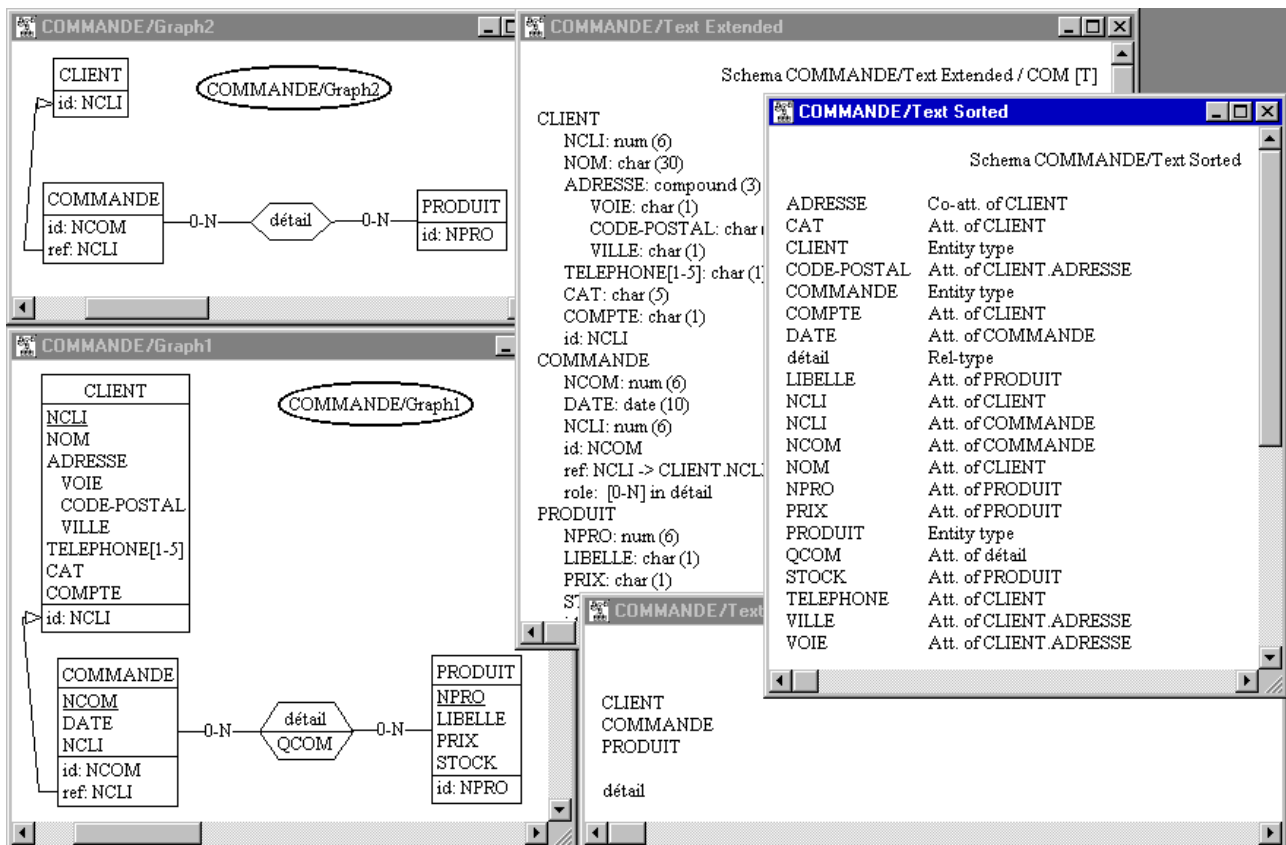 COMMANDE/Graph2
CLIENT
id: NCLI
COMMANDE/Graph2
COMMANDE
id: NCOM
ref: NCLI
0-N
détail
0-N
PRODUIT
id: NPRO
COMMANDE/Graph1
CLIENT
NCLI
NOM
ADRESSE
VOIE
CODE-POSTAL
VILLE
TELEPHONE[1-5]
CAT
COMPTE
id: NCLI
COMMANDE/Graph1
COMMANDE
NCOM
DATE
NCLI
id: NCOM
ref: NCLI
0-N
détail
QCOM
0-N
PRODUIT
NPRO
LIBELLE
PRIX
STOCK
id: NPRO
COMMANDE/Text Extended
Schema COMMANDE/Text Extended / COM [T]
CLIENT
NCLI: num (6)
NOM: char (30)
ADRESSE: compound (3)
VOIE: char (1)
CODE-POSTAL: char
VILLE: char (1)
TELEPHONE[1-5]: char (1)
CAT: char (5)
COMPTE: char (1)
id: NCLI
COMMANDE
NCOM: num (6)
DATE: date (10)
NCLI: num (6)
id: NCOM
ref: NCLI -> CLIENT.NCLI
role: [0-N] in détail
PRODUIT
NPRO: num (6)
LIBELLE: char (1)
PRIX: char (1)
COMMANDE/Text Sorted
Schema COMMANDE/Text Sorted
ADRESSE Co-att. of CLIENT
CAT Att. of CLIENT
CLIENT Entity type
CODE-POSTAL Att. of CLIENT.ADRESSE
COMMANDE Entity type
COMPTE Att. of CLIENT
DATE Att. of COMMANDE
détail Rel-type
LIBELLE Att. of PRODUIT
NCLI Att. of CLIENT
NCLI Att. of COMMANDE
NCOM Att. of COMMANDE
NOM Att. of CLIENT
NPRO Att. of PRODUIT
PRIX Att. of PRODUIT
PRODUIT Entity type
QCOM Att. of détail
STOCK Att. of PRODUIT
TELEPHONE Att. of CLIENT
VILLE Att. of CLIENT.ADRESSE
VOIE Att. of CLIENT.ADRESSE
COMMANDE/Text
CLIENT
COMMANDE
PRODUIT
détail